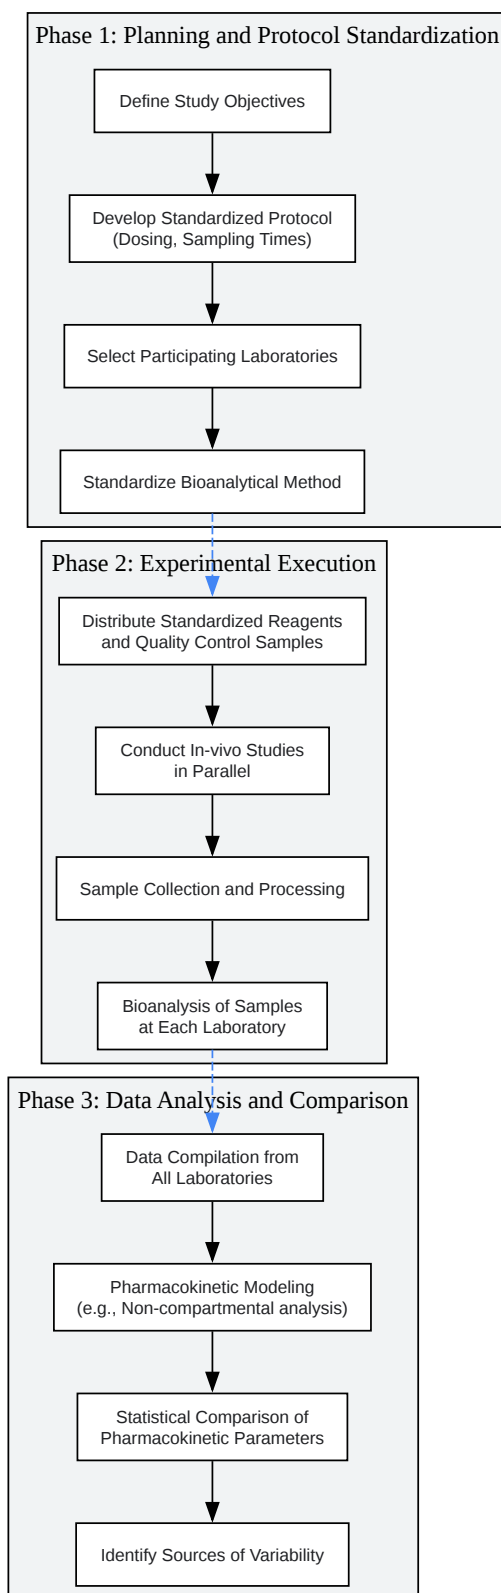 Phase 1: Planning and Protocol Standardization
Define Study Objectives
Develop Standardized Protocol
(Dosing, Sampling Times)
Select Participating Laboratories
Standardize Bioanalytical Method
Phase 2: Experimental Execution
Distribute Standardized Reagents
and Quality Control Samples
Conduct In-vivo Studies
in Parallel
Sample Collection and Processing
Bioanalysis of Samples
at Each Laboratory
Phase 3: Data Analysis and Comparison
Data Compilation from
All Laboratories
Pharmacokinetic Modeling
(e.g., Non-compartmental analysis)
Statistical Comparison of
Pharmacokinetic Parameters
Identify Sources of Variability